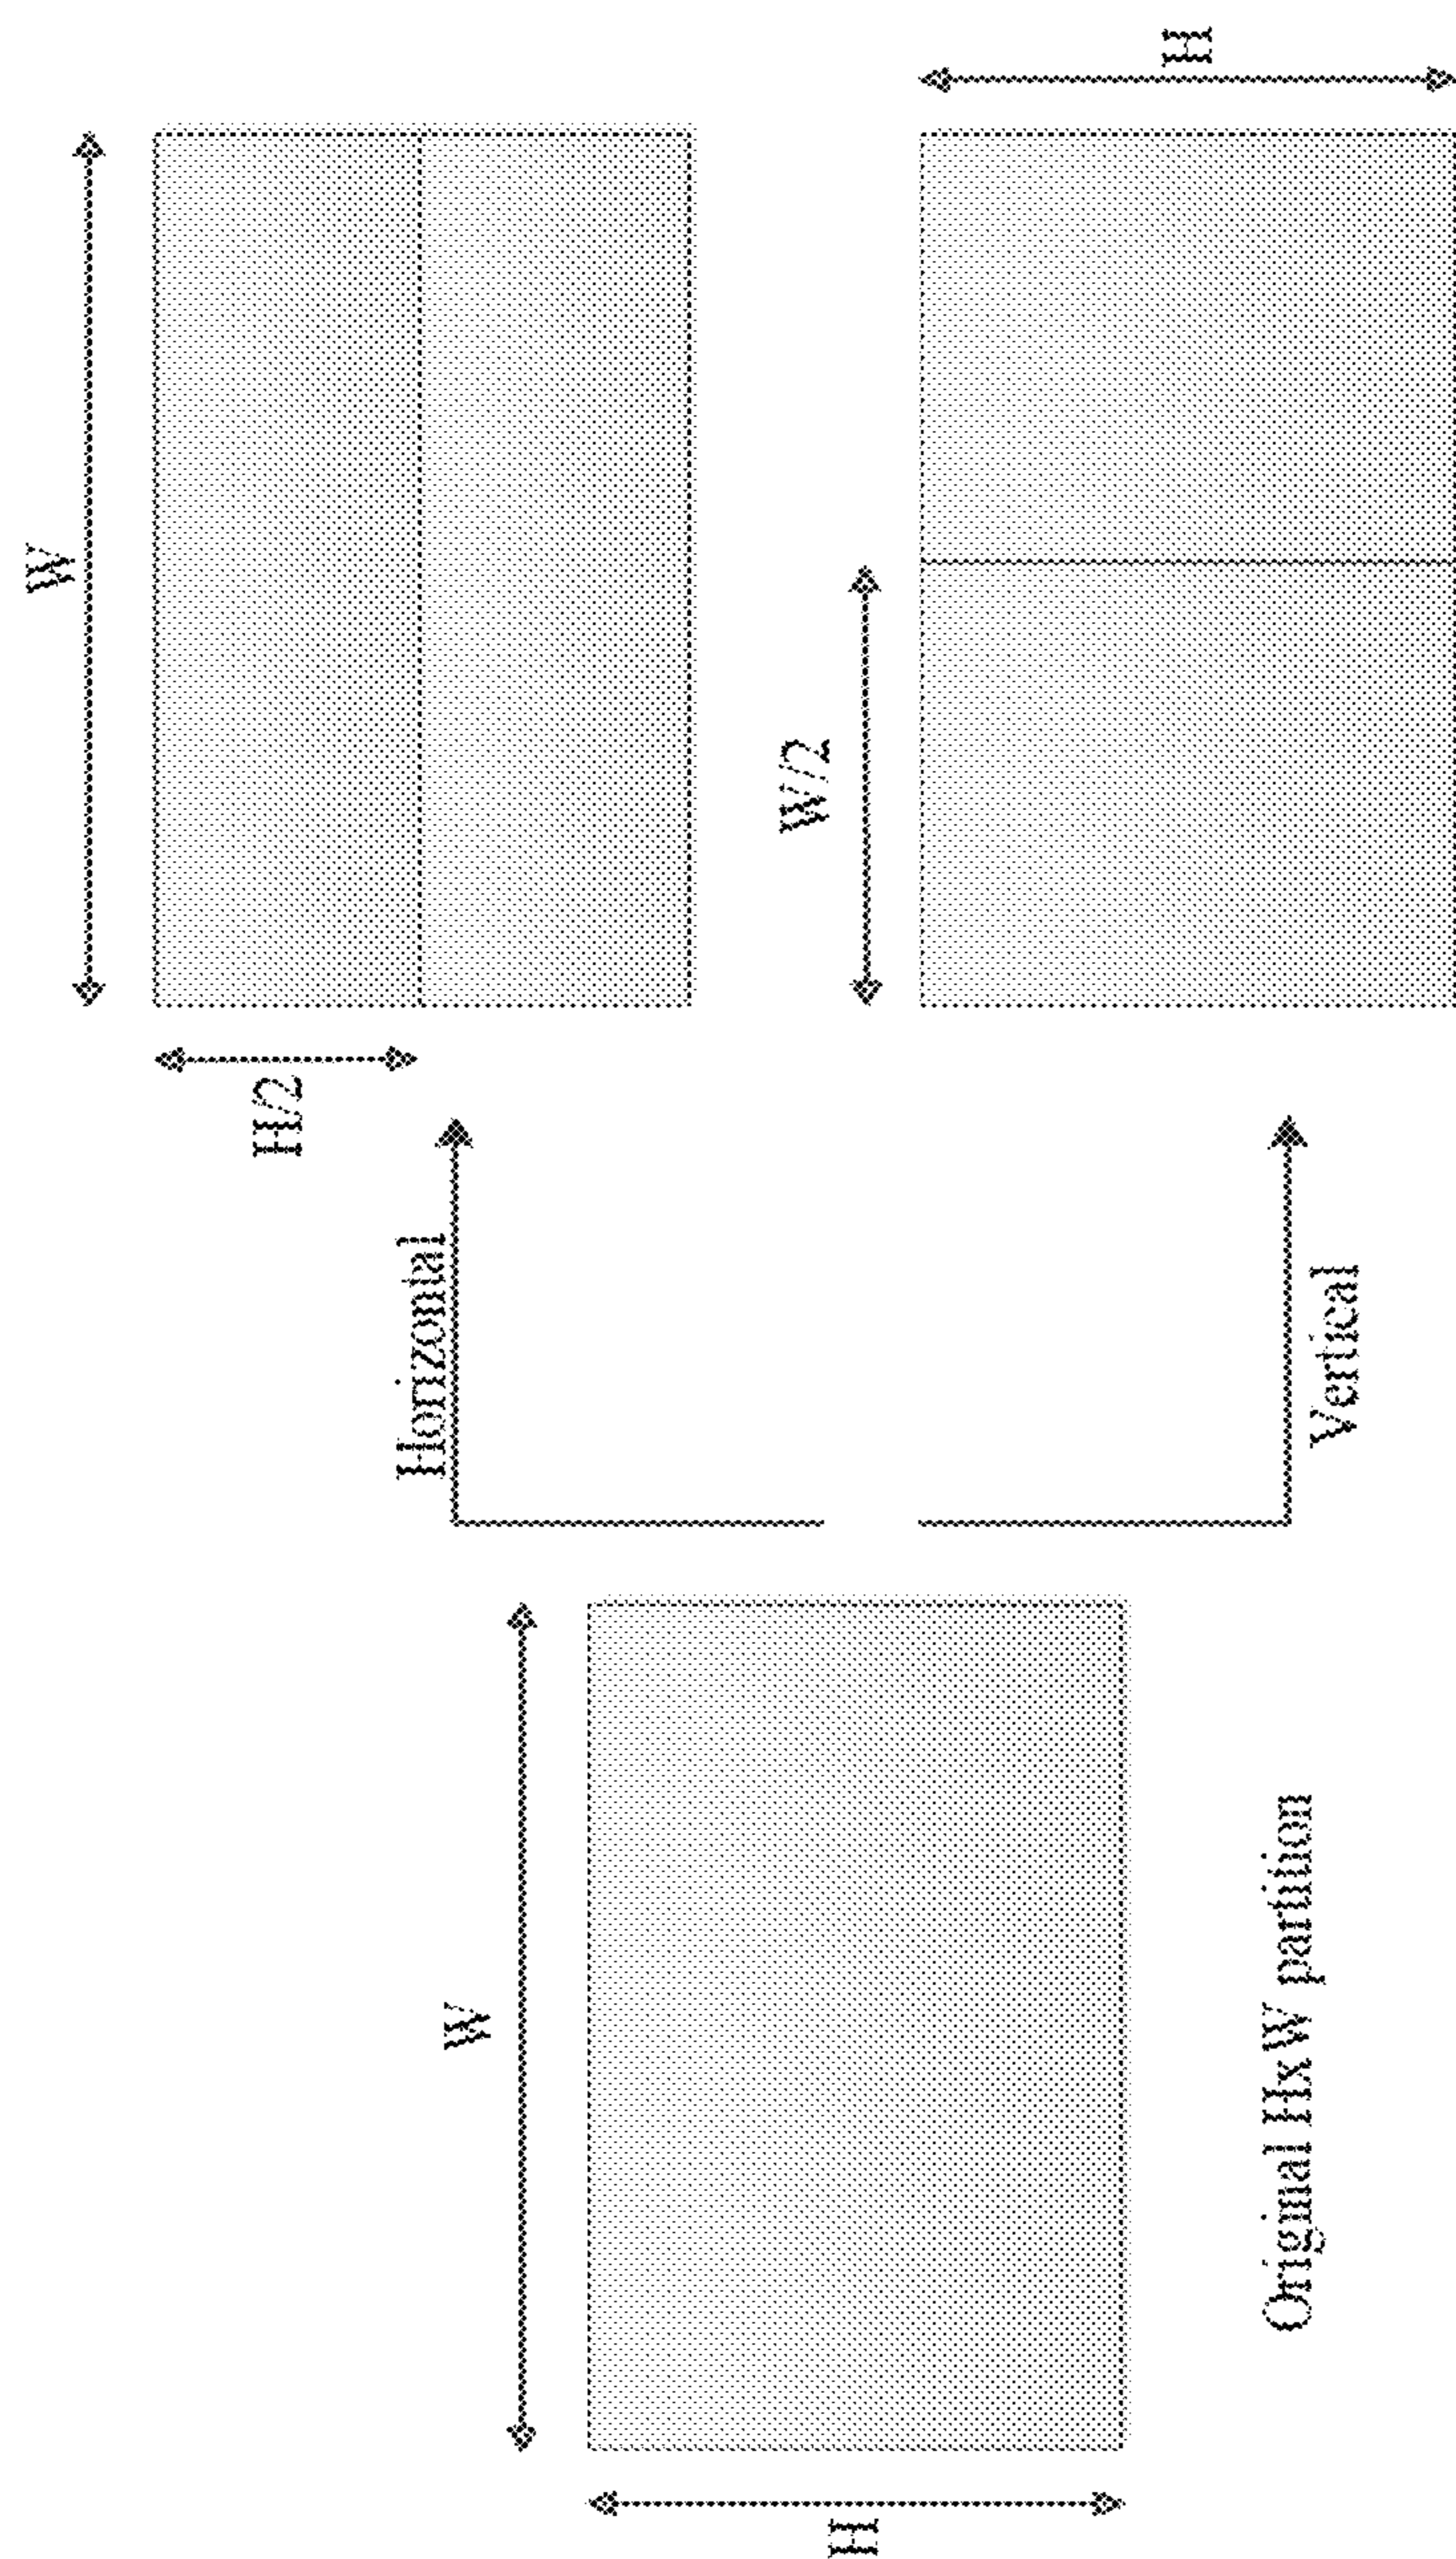 W
H
Original HxW partition
Horizontal
Vertical
W
H/2
W/2
H